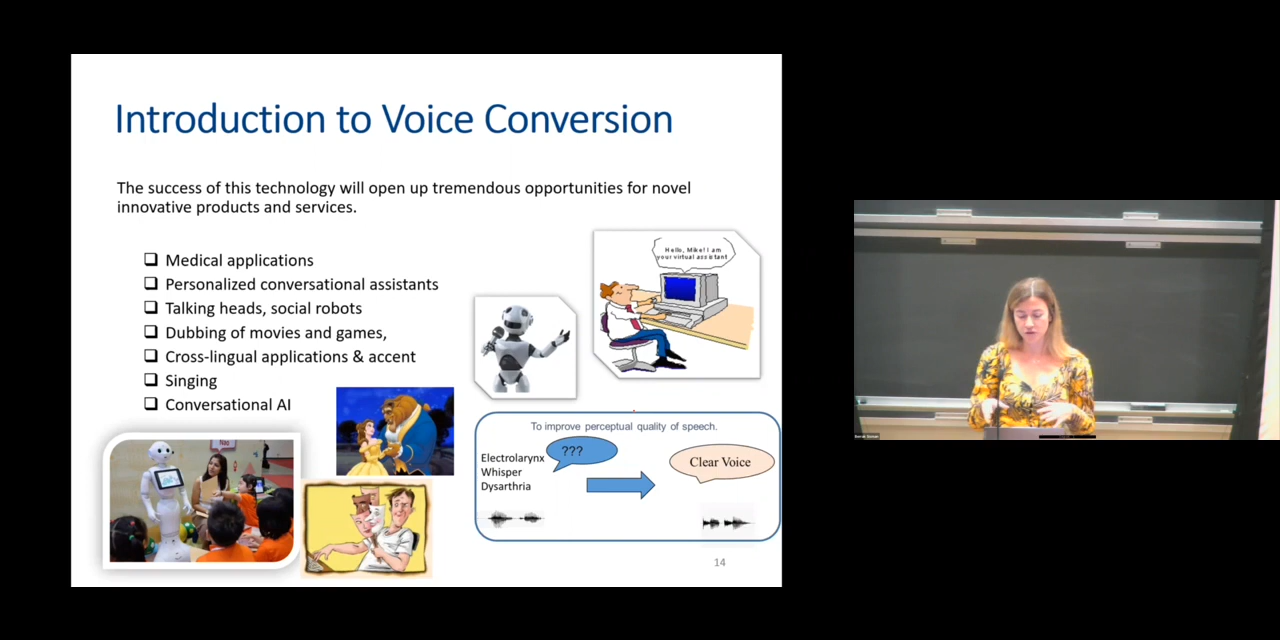 Introduction to Voice Conversion
The success of this technology will open up tremendous opportunities for novel
innovative products and services.
❑ Medical applications
❑ Personalized conversational assistants
❑ Talking heads, social robots
❑ Dubbing of movies and games,
❑ Cross-lingual applications & accent
❑ Singing
❑ Conversational AI
Hello, Mike! I am
your virtual assistant
To improve perceptual quality of speech.
Electrolarynx
Whisper
Dysarthria
???
Clear Voice
14